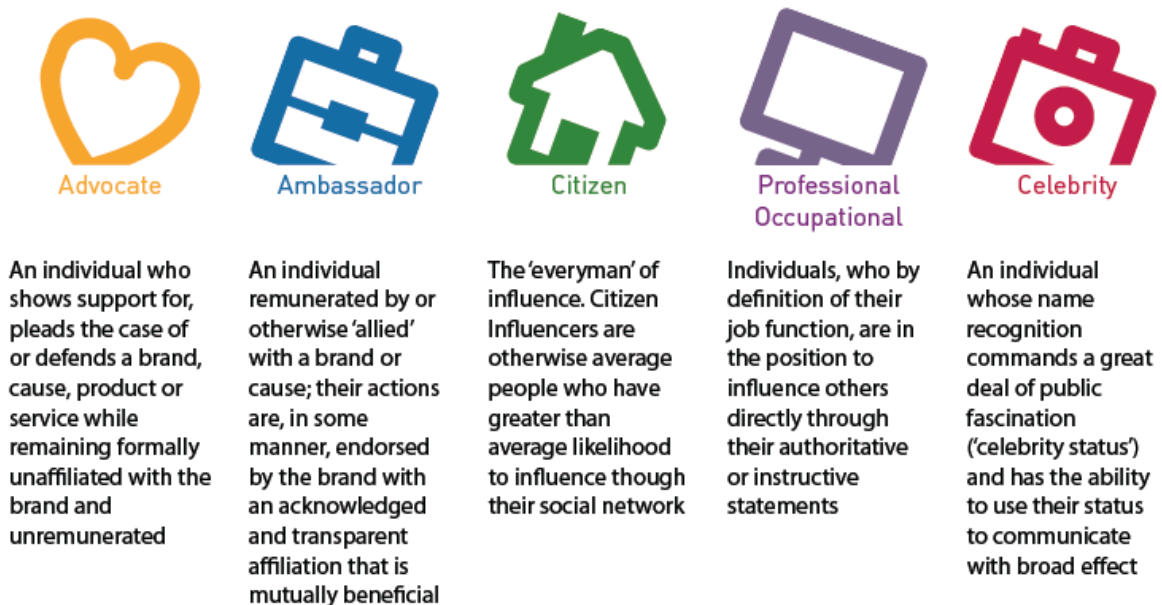 Advocate
An individual who
shows support for,
pleads the case of
or defends a brand,
cause, product or
service while
remaining formally
unaffiliated with the
brand and
unremunerated
Ambassador
An individual
remunerated by or
otherwise ‘allied’
with a brand or
cause; their actions
are, in some
manner, endorsed
by the brand with
an acknowledged
and transparent
affiliation that is
mutually beneficial
Citizen
The ‘everyman’ of
influence. Citizen
Influencers are
otherwise average
people who have
greater than
average likelihood
to influence though
their social network
Professional
Occupational
Individuals, who by
definition of their
job function, are in
the position to
influence others
directly through
their authoritative
or instructive
statements
Celebrity
An individual
whose name
recognition
commands a great
deal of public
fascination
(‘celebrity status’)
and has the ability
to use their status
to communicate
with broad effect